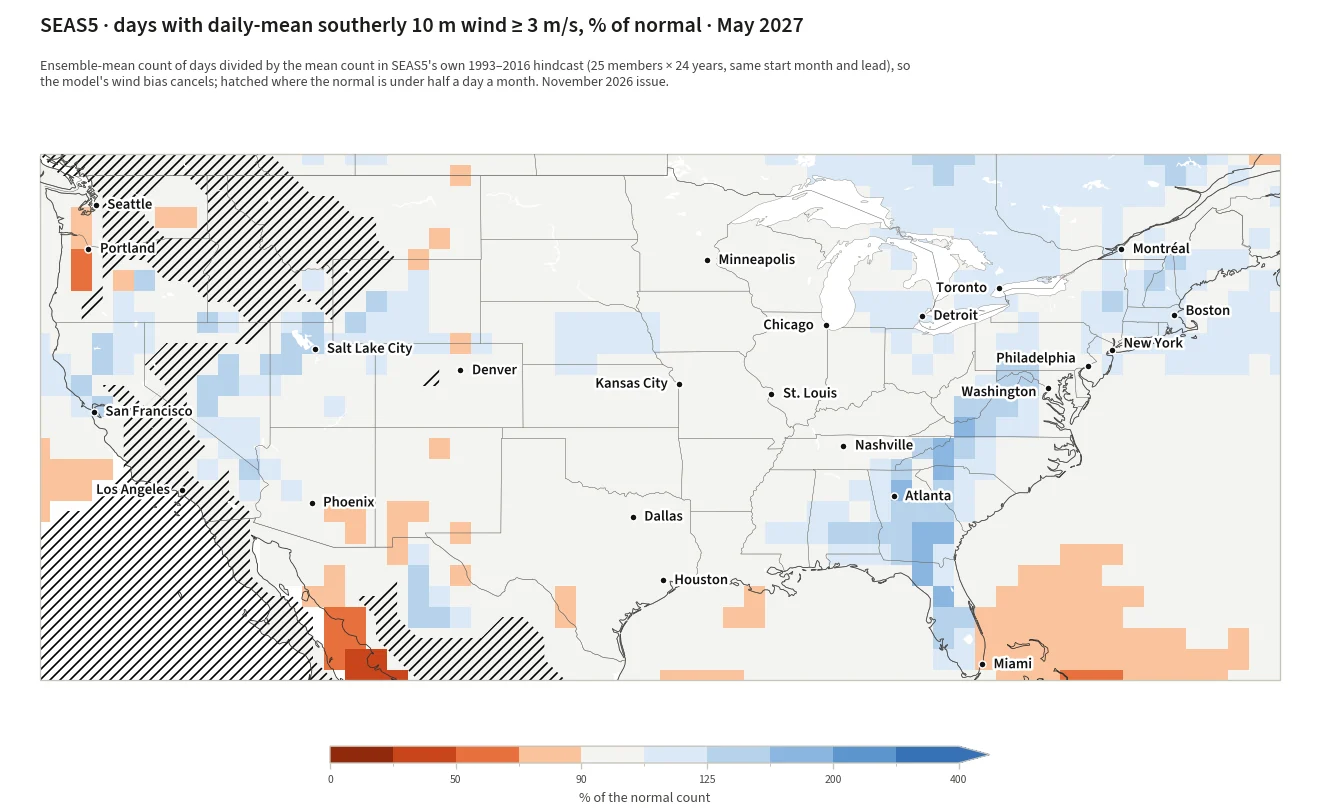 SEAS5 · days with daily-mean southerly 10 m wind ≥ 3 m/s, % of normal · May 2027
Ensemble-mean count of days divided by the mean count in SEAS5's own 1993–2016 hindcast (25 members × 24 years, same start month and lead), so
the model's wind bias cancels; hatched where the normal is under half a day a month. November 2026 issue.
Seattle
Portland
Montréal
Minneapolis
Toronto
Boston
Detroit
Chicago
New York
Salt Lake City
Philadelphia
Denver
Kansas City
St. Louis
Washington
San Francisco
Nashville
Los Angeles
Atlanta
Phoenix
Dallas
Houston
Miami
0 50 90 125 200 400
% of the normal count